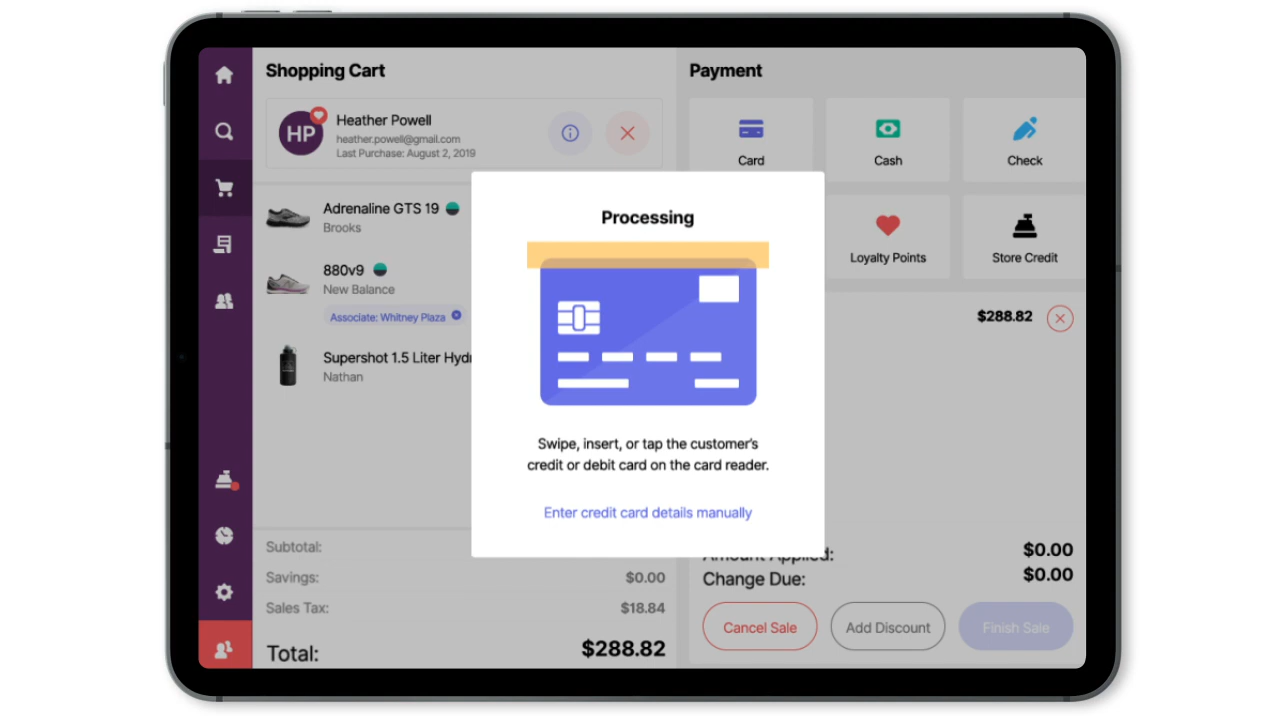 Shopping Cart
HP
Heather Powell
heather.powell@gmail.com
Last Purchase: August 2, 2019
Adrenaline GTS 19
Brooks
880v9
New Balance
Associate: Whitney Plaza
Supershot 1.5 Liter
Nathan
Subtotal:
Savings: $0.00
Sales Tax: $18.84
Total: $288.82
Payment
Card
Cash
Check
Loyalty Points
Store Credit
$288.82
Amount Applied: $0.00
Change Due: $0.00
Cancel Sale
Add Discount
Finish Sale
Processing
Swipe, insert, or tap the customer's
credit or debit card on the card reader.
Enter credit card details manually